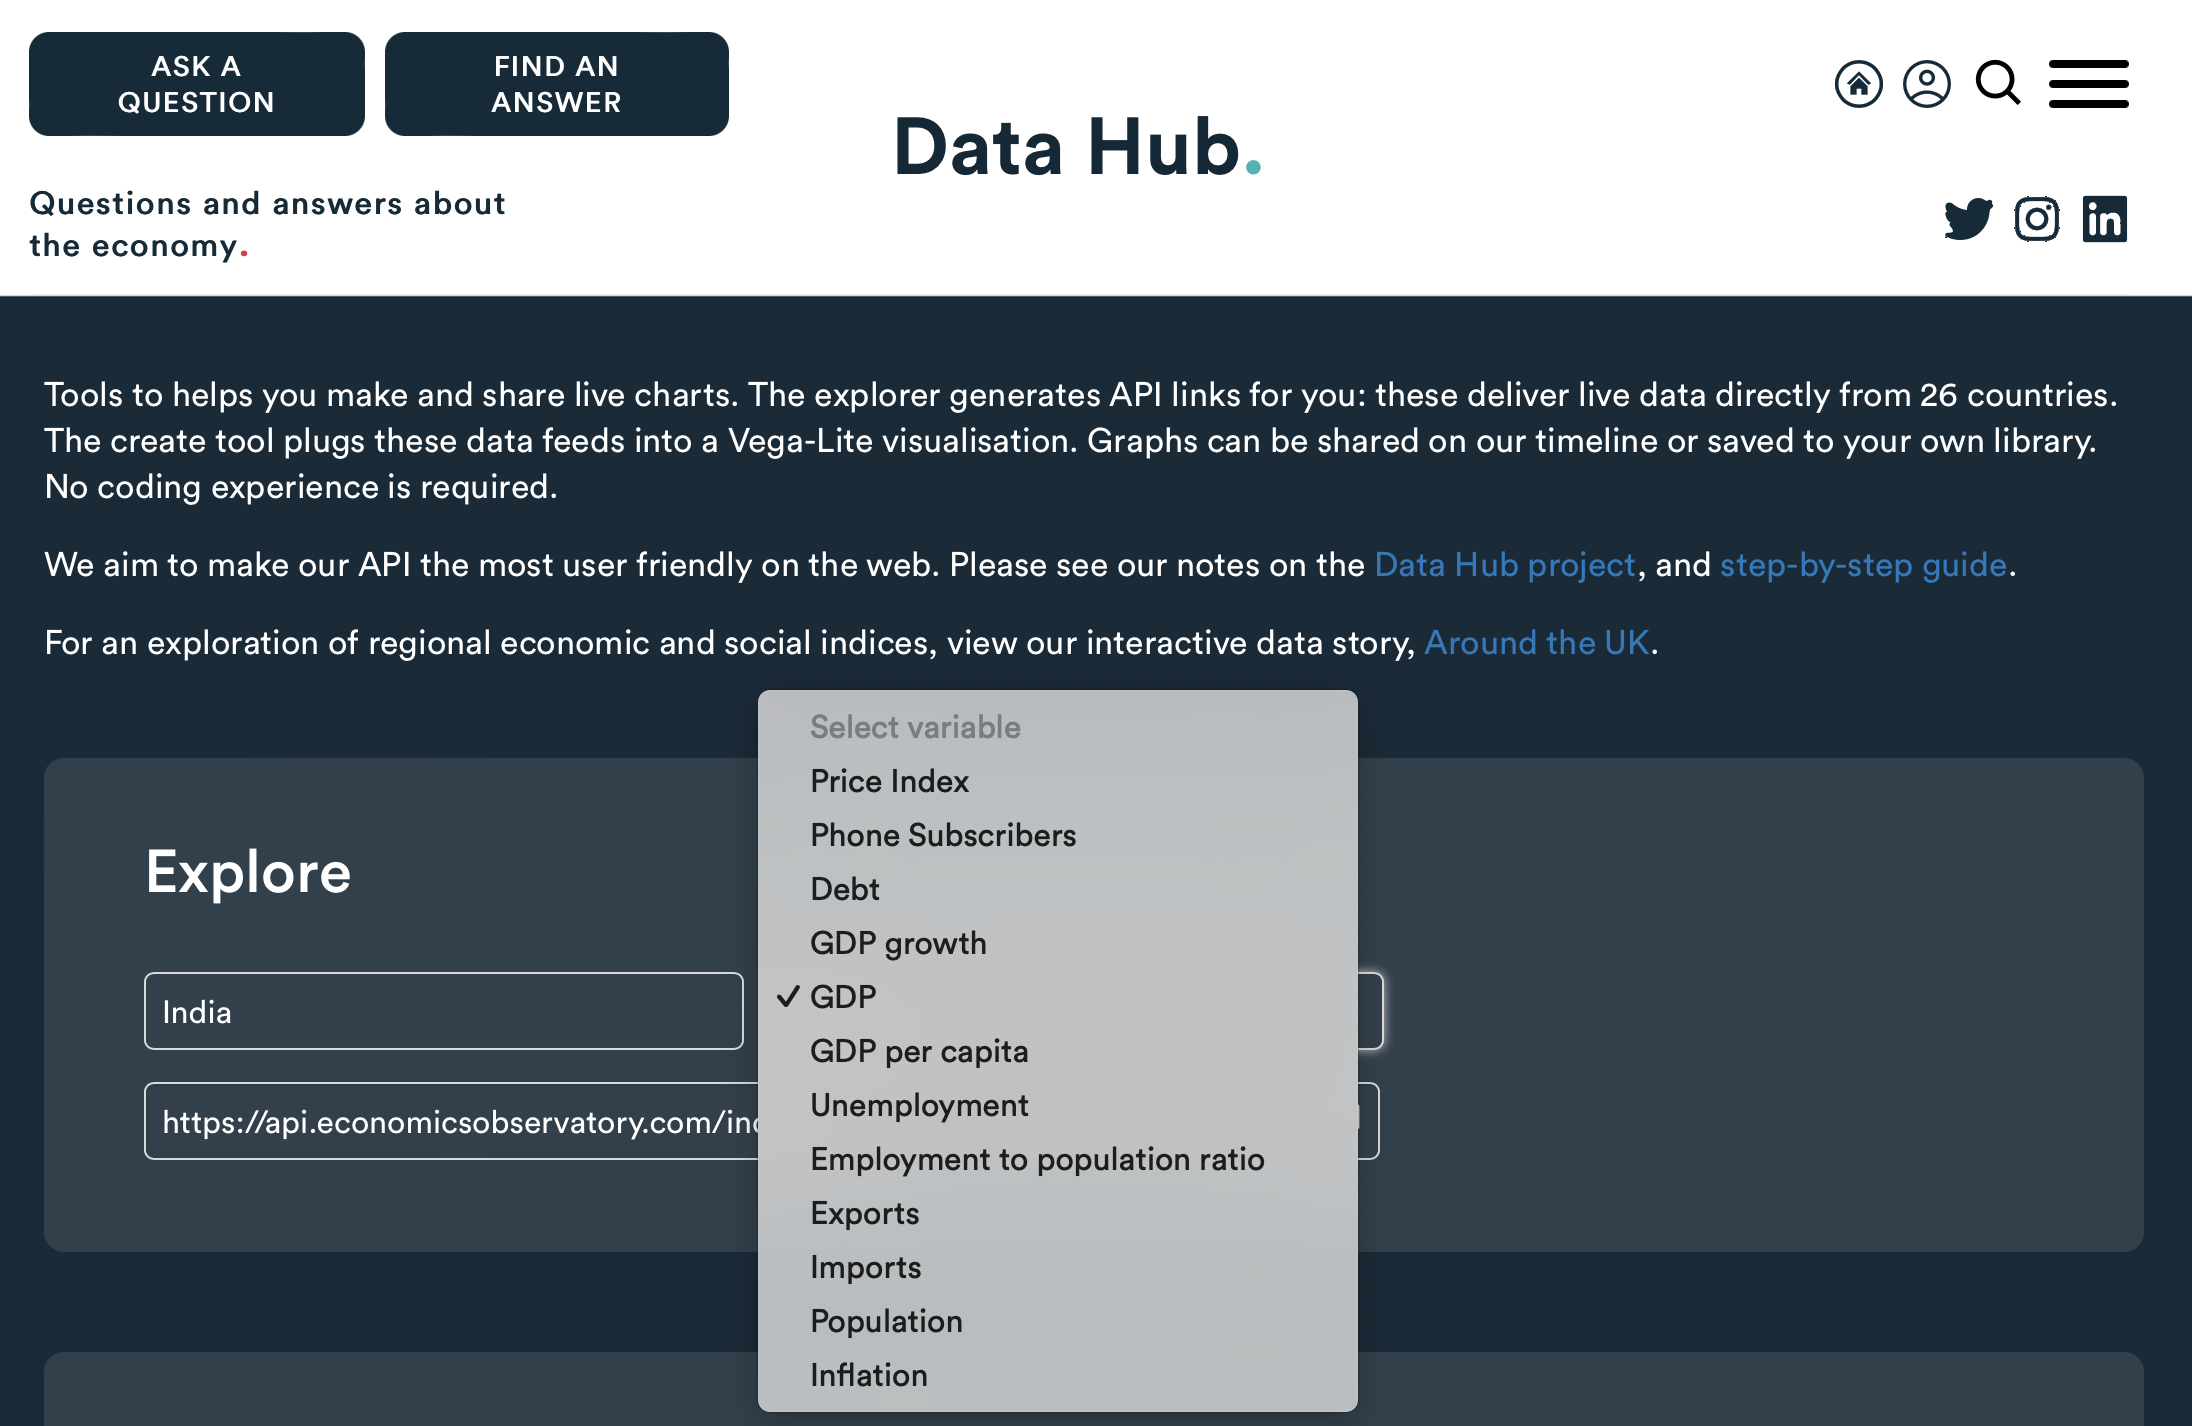 ASK A
QUESTION
FIND AN
ANSWER
Data Hub.
Questions and answers about
the economy.
in
Tools to helps you make and share live charts. The explorer generates API links for you: these deliver live data directly from 26 countries.
The create tool plugs these data feeds into a Vega-Lite visualisation. Graphs can be shared on our timeline or saved to your own library.
No coding experience is required.
We aim to make our API the most user friendly on the web. Please see our notes on the Data Hub project, and step-by-step guide.
For an exploration of regional economic and social indices, view our interactive data story, Around the UK.
Explore
India
https://api.economicsobservatory.com/in
Select variable
Price Index
Phone Subscribers
Debt
GDP growth
✓ GDP
GDP per capita
Unemployment
Employment to population ratio
Exports
Imports
Population
Inflation